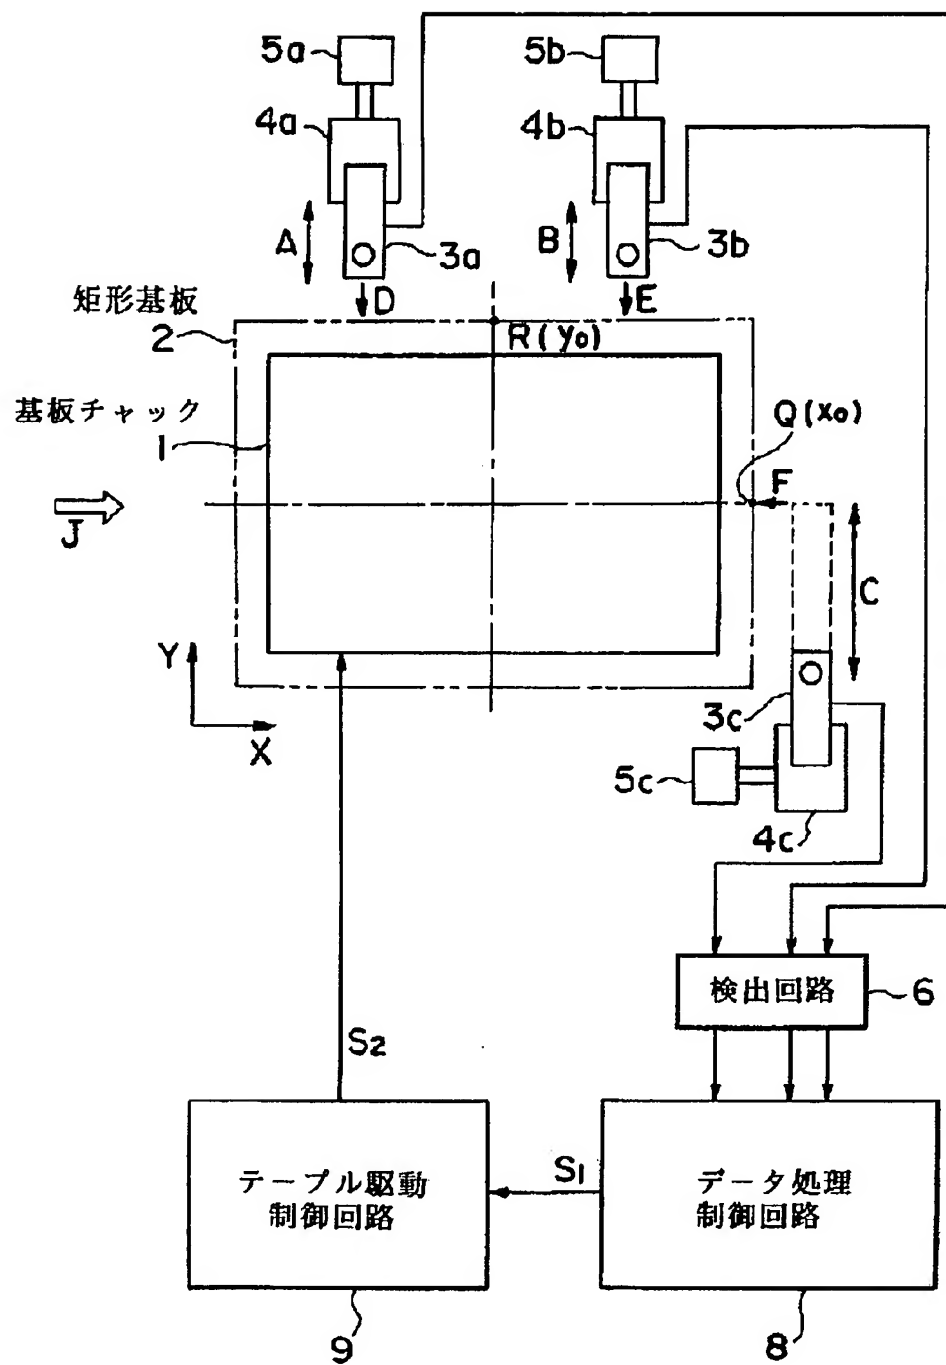 5a
5b
4a
4b
A
3a
B
3b
D
E
矩形基板
2
R(y0)
基板チャック
1
Q(x0)
F
J
C
Y
X
3c
5c
4c
検出回路
6
S2
テーブル駆動
制御回路
S1
データ処理
制御回路
9
8